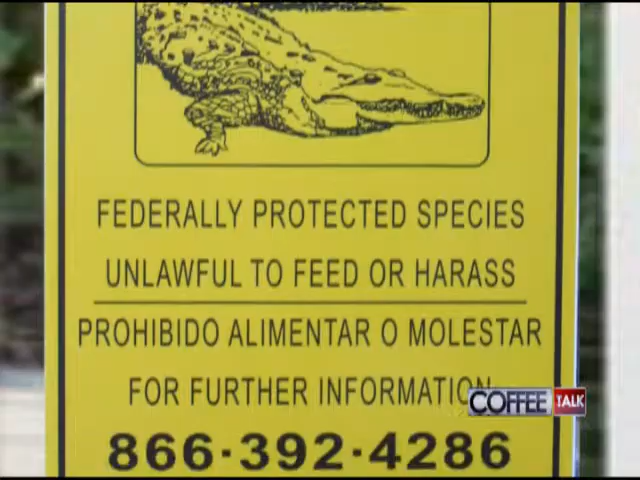 FEDERALLY PROTECTED SPECIES
UNLAWFUL TO FEED OR HARASS
PROHIBIDO ALIMENTAR O MOLESTAR
FOR FURTHER INFORMATION
COFFEE TALK
866·392·4286